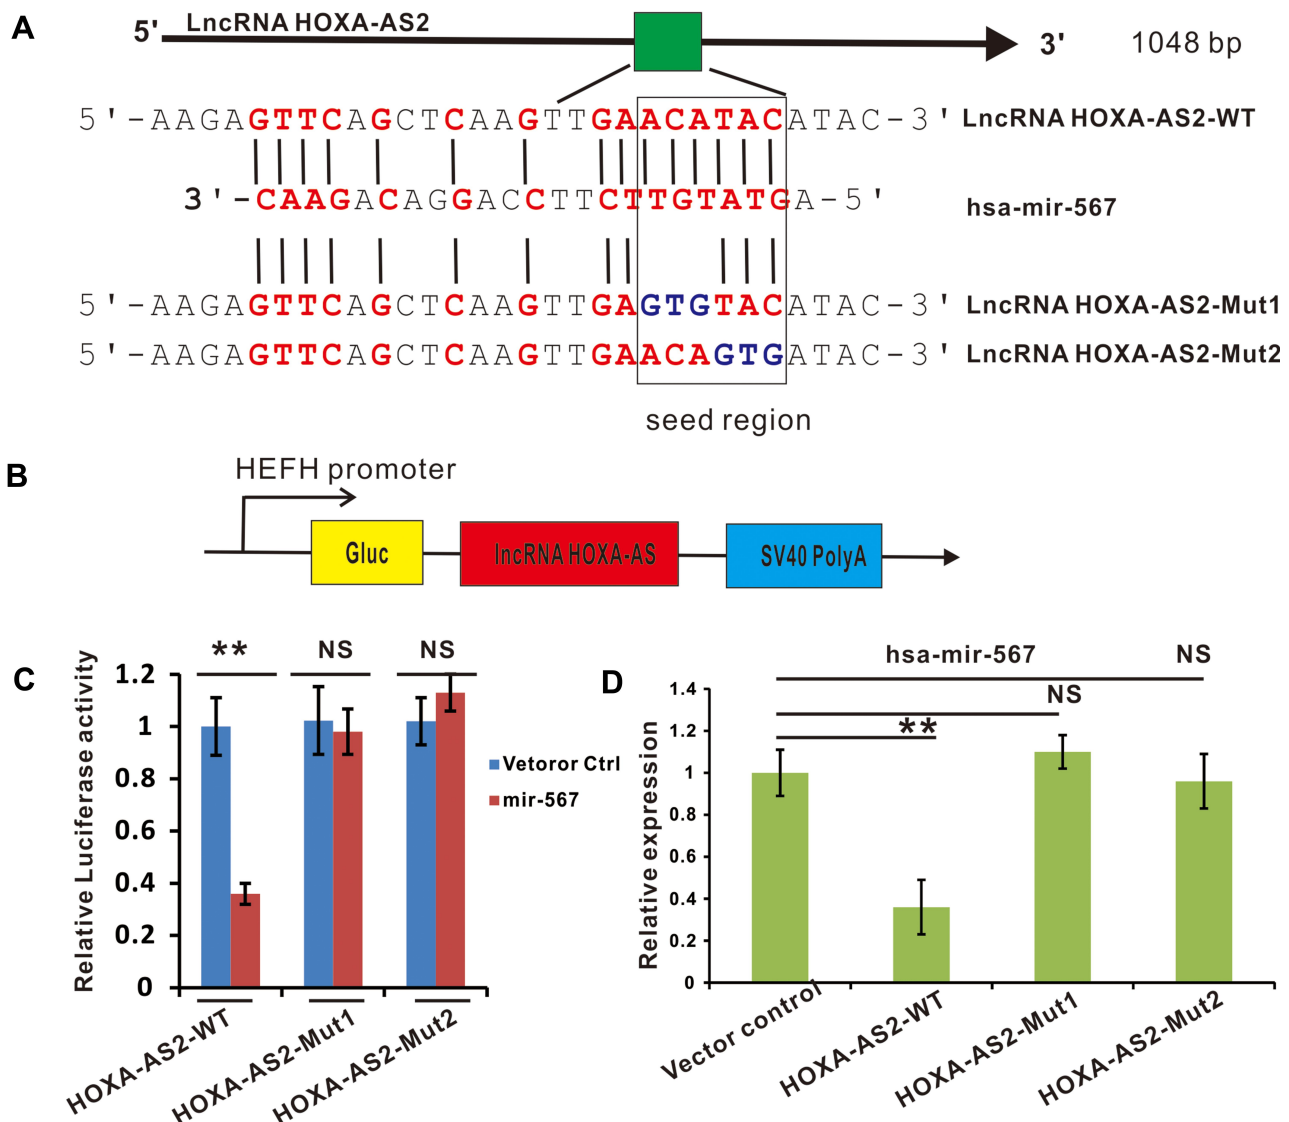 A
5' LncRNA HOXA-AS2 3' 1048 bp
5'-AAGAGTTCAGCTCAAGTTGAACATACATAC-3' LncRNA HOXA-AS2-WT
3'-CAAGACAGGACCTTCTTGTATGGA-5' hsa-mir-567
5'-AAGAGTTCAGCTCAAGTTGAGTGTACATAC-3' LncRNA HOXA-AS2-Mut1
5'-AAGAGTTCAGCTCAAGTTGAACAGTGATAC-3' LncRNA HOXA-AS2-Mut2
seed region
B
HEFH promoter
Gluc lncRNA HOXA-AS SV40 PolyA
C
** NS NS
Relative Luciferase activity
1.2
1
0.8
0.6
0.4
0.2
0
Vetoror Ctrl
mir-567
HOXA-AS2-WT
HOXA-AS2-Mut1
HOXA-AS2-Mut2
D
hsa-mir-567 NS
NS
**
Relative expression
1.4
1.2
1
0.8
0.6
0.4
0.2
0
Vector control
HOXA-AS2-WT
HOXA-AS2-Mut1
HOXA-AS2-Mut2